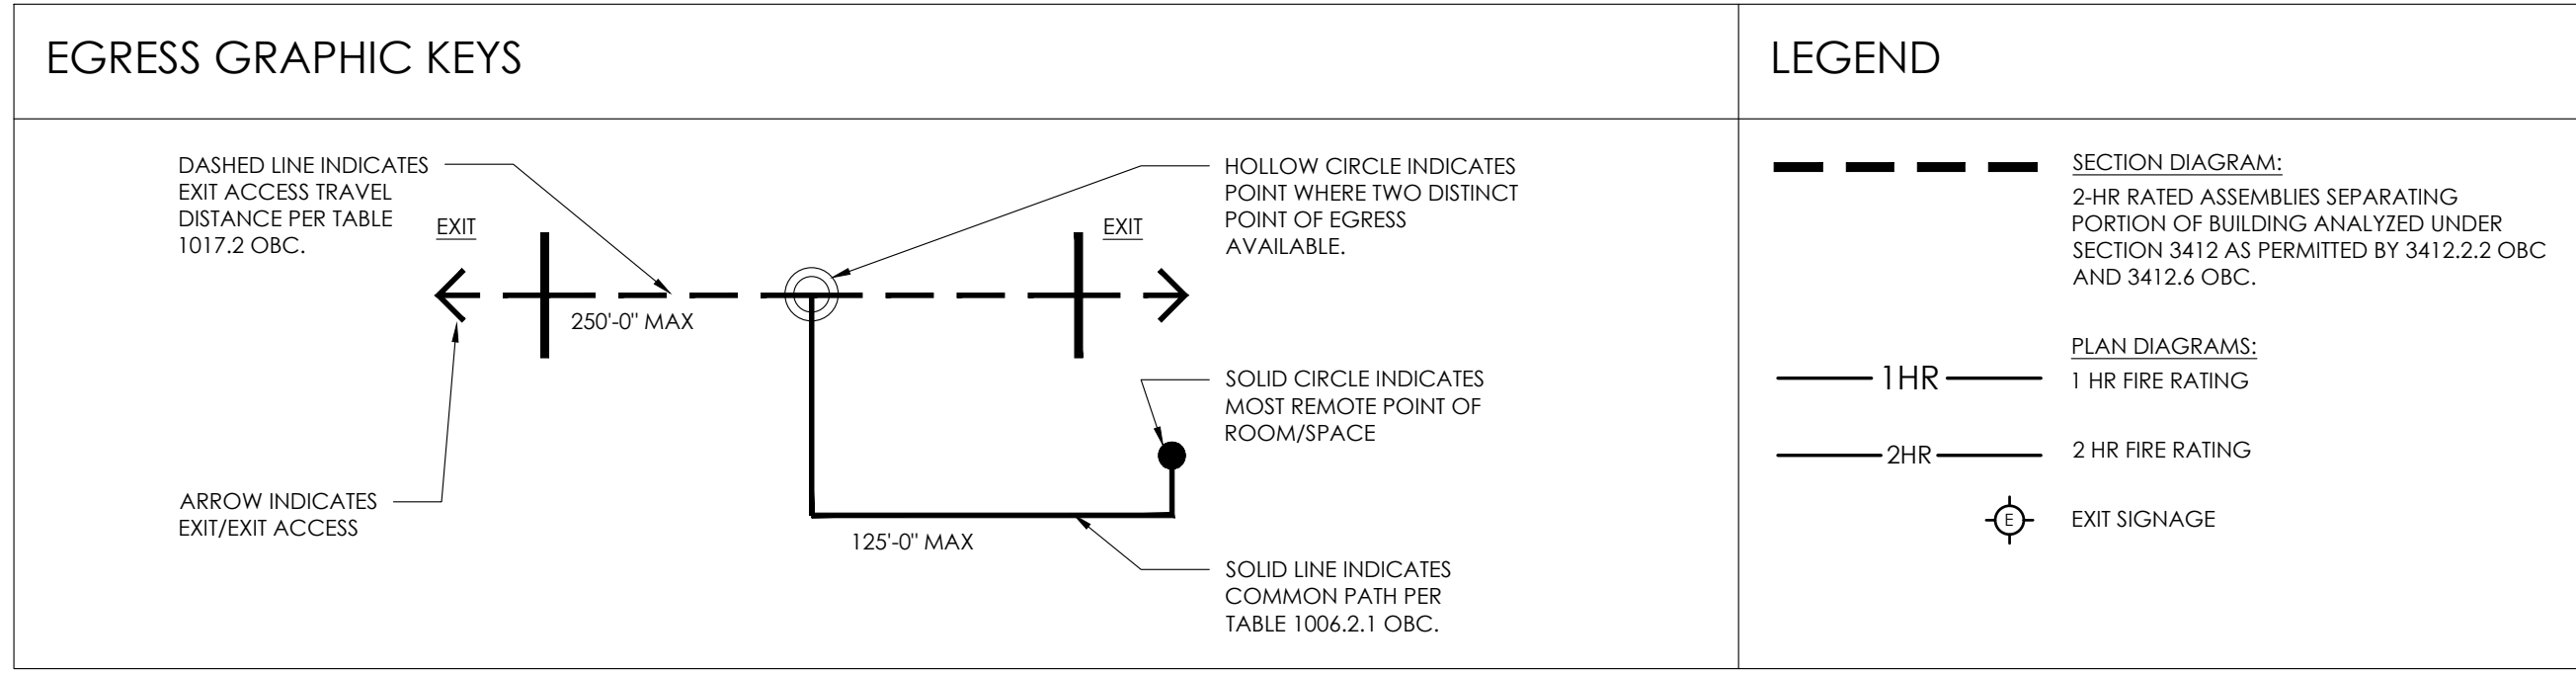 EGRESS GRAPHIC KEYS
DASHED LINE INDICATES
EXIT ACCESS TRAVEL
DISTANCE PER TABLE
1017.2 OBC.
EXIT
250'-0" MAX
EXIT
HOLLOW CIRCLE INDICATES
POINT WHERE TWO DISTINCT
POINT OF EGRESS
AVAILABLE.
SOLID CIRCLE INDICATES
MOST REMOTE POINT OF
ROOM/SPACE
ARROW INDICATES
EXIT/EXIT ACCESS
125'-0" MAX
SOLID LINE INDICATES
COMMON PATH PER
TABLE 1006.2.1 OBC.
LEGEND
SECTION DIAGRAM:
2-HR RATED ASSEMBLIES SEPARATING
PORTION OF BUILDING ANALYZED UNDER
SECTION 3412 AS PERMITTED BY 3412.2.2 OBC
AND 3412.6 OBC.
PLAN DIAGRAMS:
1HR
1 HR FIRE RATING
2HR
2 HR FIRE RATING
E
EXIT SIGNAGE